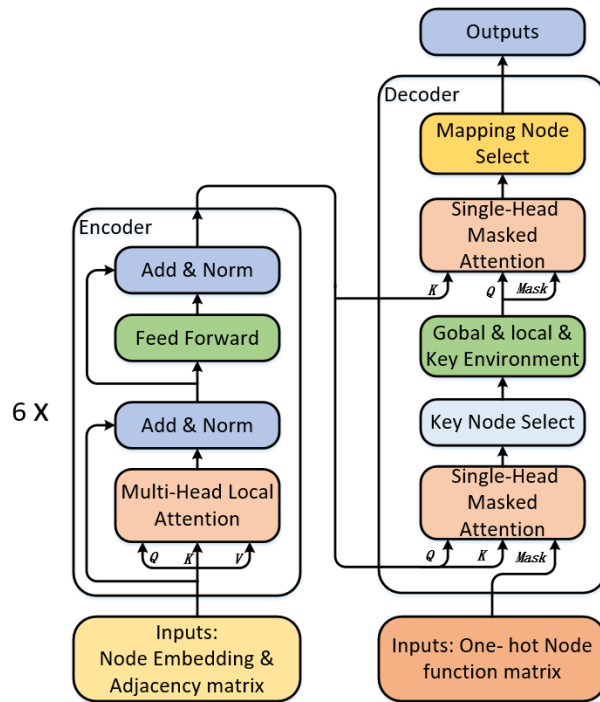 Outputs
Decoder
Mapping Node
Select
Single-Head
Masked
Attention
K
Q
Mask
Gobal & local &
Key Environment
Key Node Select
Single-Head
Masked
Attention
Q
K
Mask
Inputs: One- hot Node
function matrix
Encoder
Add & Norm
Feed Forward
6 X
Add & Norm
Multi-Head Local
Attention
Q
K
V
Inputs:
Node Embedding &
Adjacency matrix